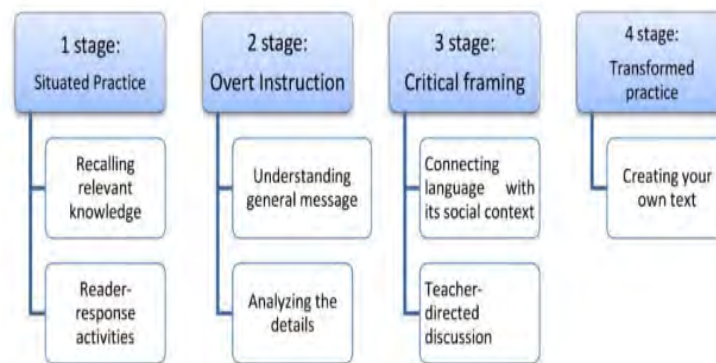 1 stage:
Situated Practice
Recalling
relevant
knowledge
Reader-
response
activities
2 stage:
Overt Instruction
Understanding
general message
Analyzing the
details
3 stage:
Critical framing
Connecting
language with
its social context
Teacher-
directed
discussion
4 stage:
Transformed
practice
Creating your
own text